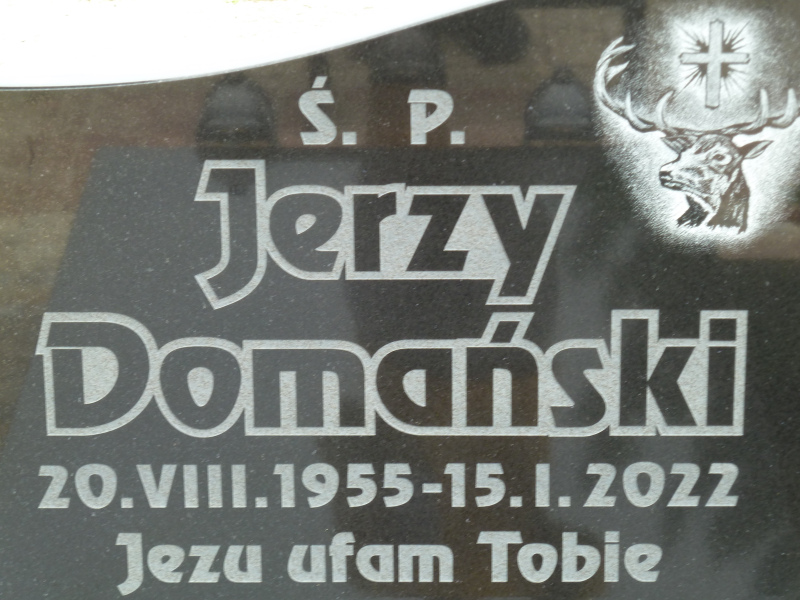 Ś. P.
Jerzy
Domański
20.VIII.1955-15.I.2022
Jezu ufam Tobie